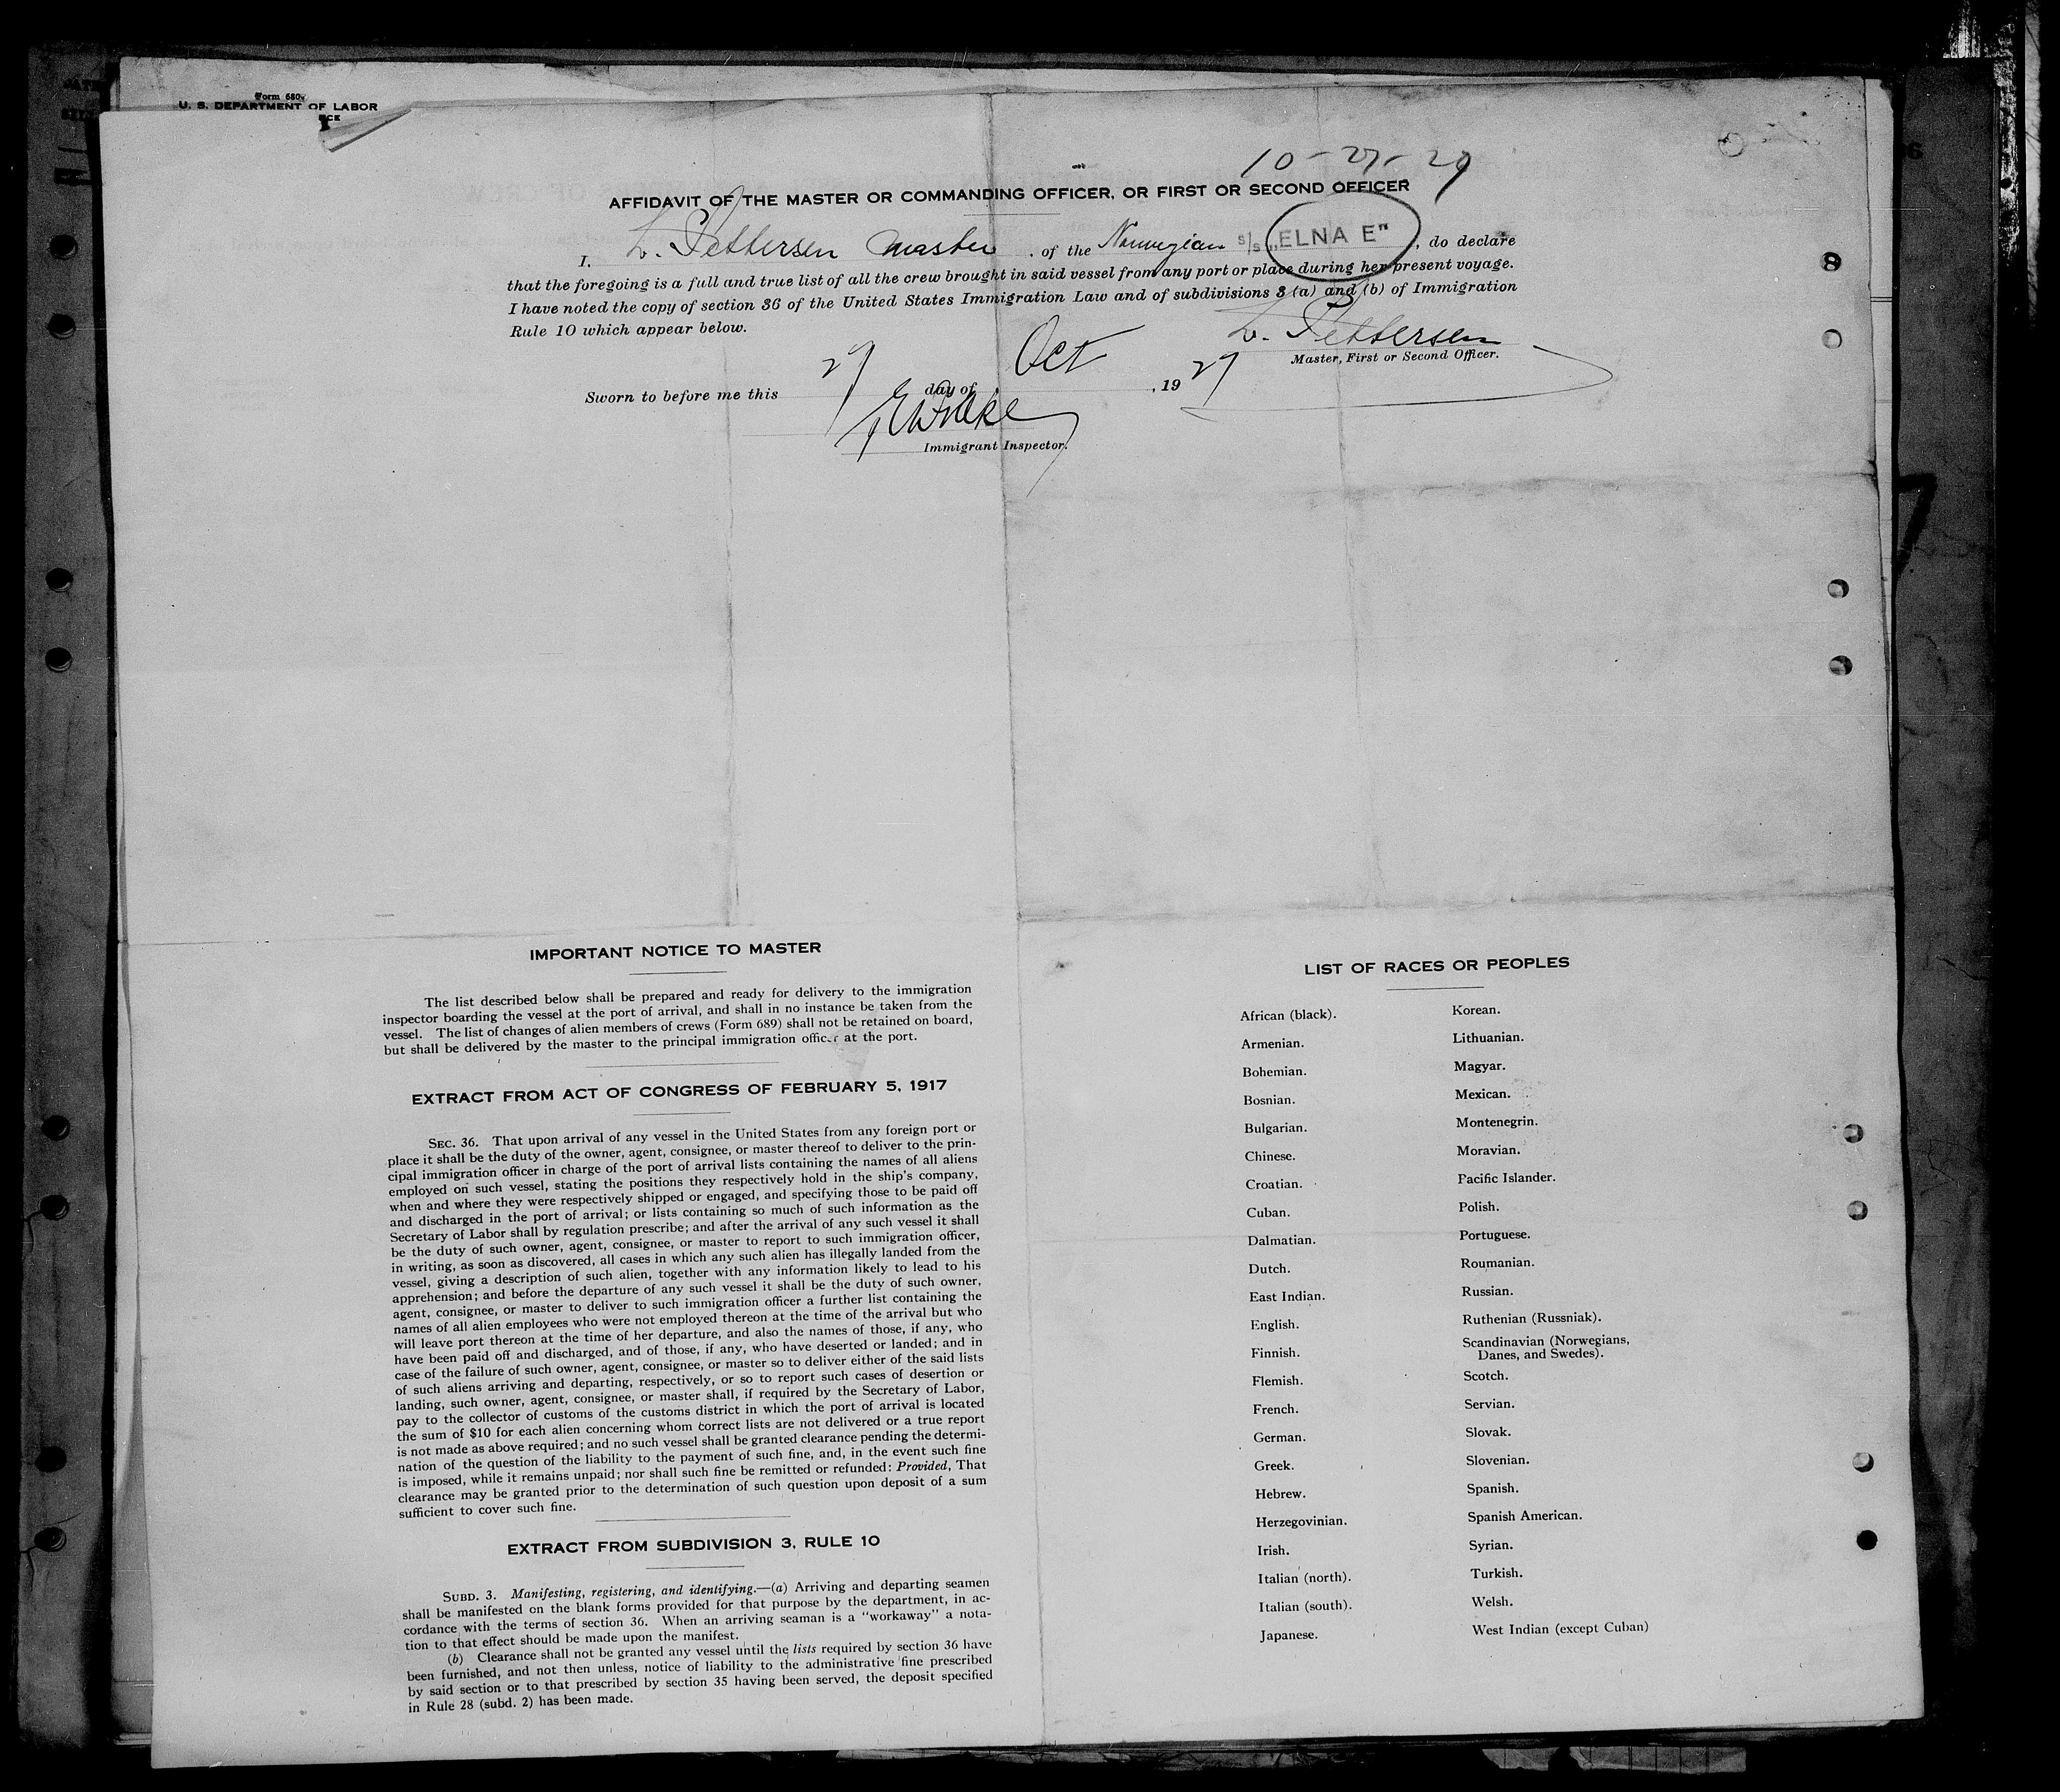 Form 680
U. S. DEPARTMENT OF LABOR
10-27-27
AFFIDAVIT OF THE MASTER OR COMMANDING OFFICER, OR FIRST OR SECOND OFFICER
I, L. Pettersen Master, of the Norwegian s/s „ELNA E", do declare
that the foregoing is a full and true list of all the crew brought in said vessel from any port or place during her present voyage.
I have noted the copy of section 36 of the United States Immigration Law and of subdivisions 3 (a) and (b) of Immigration
Rule 10 which appear below.
L. Pettersen
Master, First or Second Officer.
Sworn to before me this 27 day of Oct, 19 27
Immigrant Inspector.
8
IMPORTANT NOTICE TO MASTER
The list described below shall be prepared and ready for delivery to the immigration
inspector boarding the vessel at the port of arrival, and shall in no instance be taken from the
vessel. The list of changes of alien members of crews (Form 689) shall not be retained on board,
but shall be delivered by the master to the principal immigration officer at the port.
EXTRACT FROM ACT OF CONGRESS OF FEBRUARY 5, 1917
SEC. 36. That upon arrival of any vessel in the United States from any foreign port or
place it shall be the duty of the owner, agent, consignee, or master thereof to deliver to the prin-
cipal immigration officer in charge of the port of arrival lists containing the names of all aliens
employed on such vessel, stating the positions they respectively hold in the ship's company,
when and where they were respectively shipped or engaged, and specifying those to be paid off
and discharged in the port of arrival; or lists containing so much of such information as the
Secretary of Labor shall by regulation prescribe; and after the arrival of any such vessel it shall
be the duty of such owner, agent, consignee, or master to report to such immigration officer,
in writing, as soon as discovered, all cases in which any such alien has illegally landed from the
vessel, giving a description of such alien, together with any information likely to lead to his
apprehension; and before the departure of any such vessel it shall be the duty of such owner,
agent, consignee, or master to deliver to such immigration officer a further list containing the
names of all alien employees who were not employed thereon at the time of the arrival but who
will leave port thereon at the time of her departure, and also the names of those, if any, who
have been paid off and discharged, and of those, if any, who have deserted or landed; and in
case of the failure of such owner, agent, consignee, or master so to deliver either of the said lists
of such aliens arriving and departing, respectively, or so to report such cases of desertion or
landing, such owner, agent, consignee, or master shall, if required by the Secretary of Labor,
pay to the collector of customs of the customs district in which the port of arrival is located
the sum of $10 for each alien concerning whom correct lists are not delivered or a true report
is not made as above required; and no such vessel shall be granted clearance pending the determi-
nation of the question of the liability to the payment of such fine, and, in the event such fine
is imposed, while it remains unpaid; nor shall such fine be remitted or refunded: Provided, That
clearance may be granted prior to the determination of such question upon deposit of a sum
sufficient to cover such fine.
EXTRACT FROM SUBDIVISION 3, RULE 10
SUBD. 3. Manifesting, registering, and identifying.—(a) Arriving and departing seamen
shall be manifested on the blank forms provided for that purpose by the department, in ac-
cordance with the terms of section 36. When an arriving seaman is a "workaway" a nota-
tion to that effect should be made upon the manifest.
(b) Clearance shall not be granted any vessel until the lists required by section 36 have
been furnished, and not then unless, notice of liability to the administrative fine prescribed
by said section or to that prescribed by section 35 having been served, the deposit specified
in Rule 28 (subd. 2) has been made.
LIST OF RACES OR PEOPLES
African (black).
Armenian.
Bohemian.
Bosnian.
Bulgarian.
Chinese.
Croatian.
Cuban.
Dalmatian.
Dutch.
East Indian.
English.
Finnish.
Flemish.
French.
German.
Greek.
Hebrew.
Herzegovinian.
Irish.
Italian (north).
Italian (south).
Japanese.
Korean.
Lithuanian.
Magyar.
Mexican.
Montenegrin.
Moravian.
Pacific Islander.
Polish.
Portuguese.
Roumanian.
Russian.
Ruthenian (Russniak).
Scandinavian (Norwegians,
Danes, and Swedes).
Scotch.
Servian.
Slovak.
Slovenian.
Spanish.
Spanish American.
Syrian.
Turkish.
Welsh.
West Indian (except Cuban)